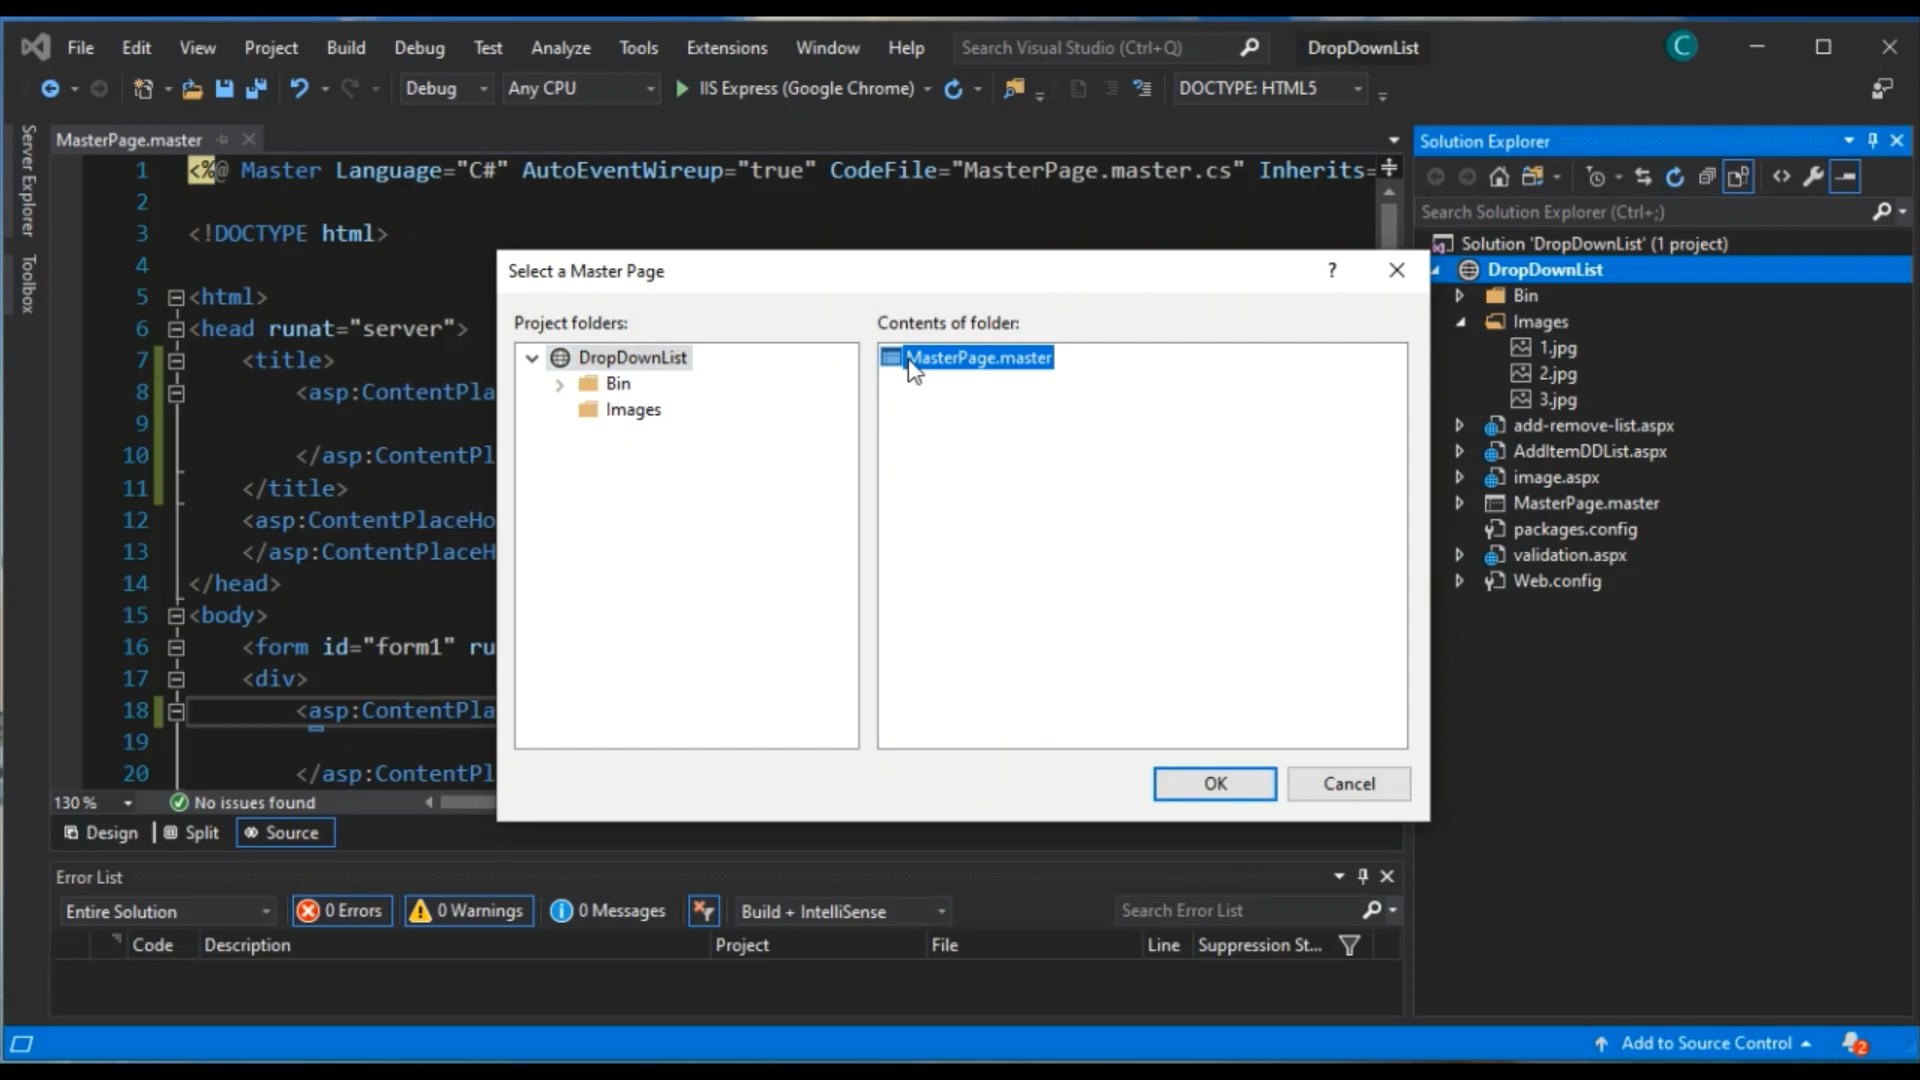 File Edit View Project Build Debug Test Analyze Tools Extensions Window Help Search Visual Studio (Ctrl+Q) DropDownList C
Debug Any CPU IIS Express (Google Chrome) DOCTYPE: HTML5
Server Explorer
Toolbox
MasterPage.master
1 <%@ Master Language="C#" AutoEventWireup="true" CodeFile="MasterPage.master.cs" Inherits=
2
3 <!DOCTYPE html>
4
5 <html>
6 <head runat="server">
7 <title>
8 <asp:ContentPla
9
10 </asp:ContentPl
11 </title>
12 <asp:ContentPlaceHo
13 </asp:ContentPlaceH
14 </head>
15 <body>
16 <form id="form1" ru
17 <div>
18 <asp:ContentPla
19
20 </asp:ContentPl
130 % No issues found
Design Split Source
Select a Master Page ?
Project folders:
DropDownList
Bin
Images
Contents of folder:
MasterPage.master
OK Cancel
Solution Explorer
Search Solution Explorer (Ctrl+;)
Solution 'DropDownList' (1 project)
DropDownList
Bin
Images
1.jpg
2.jpg
3.jpg
add-remove-list.aspx
AddItemDDList.aspx
image.aspx
MasterPage.master
packages.config
validation.aspx
Web.config
Error List
Entire Solution 0 Errors 0 Warnings 0 Messages Build + IntelliSense Search Error List
Code Description Project File Line Suppression St...
Add to Source Control 2